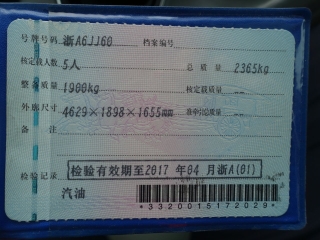 号牌号码 浙A6JJ60 档案编号
核定载人数 5人 总质量 2365kg
整备质量 1900kg 核定载质量 --
外廓尺寸 4629×1898×1655mm 准牵引总质量 --
备注
检验有效期至2017年04月浙A(01)
检验记录
汽油
*3320015172029*